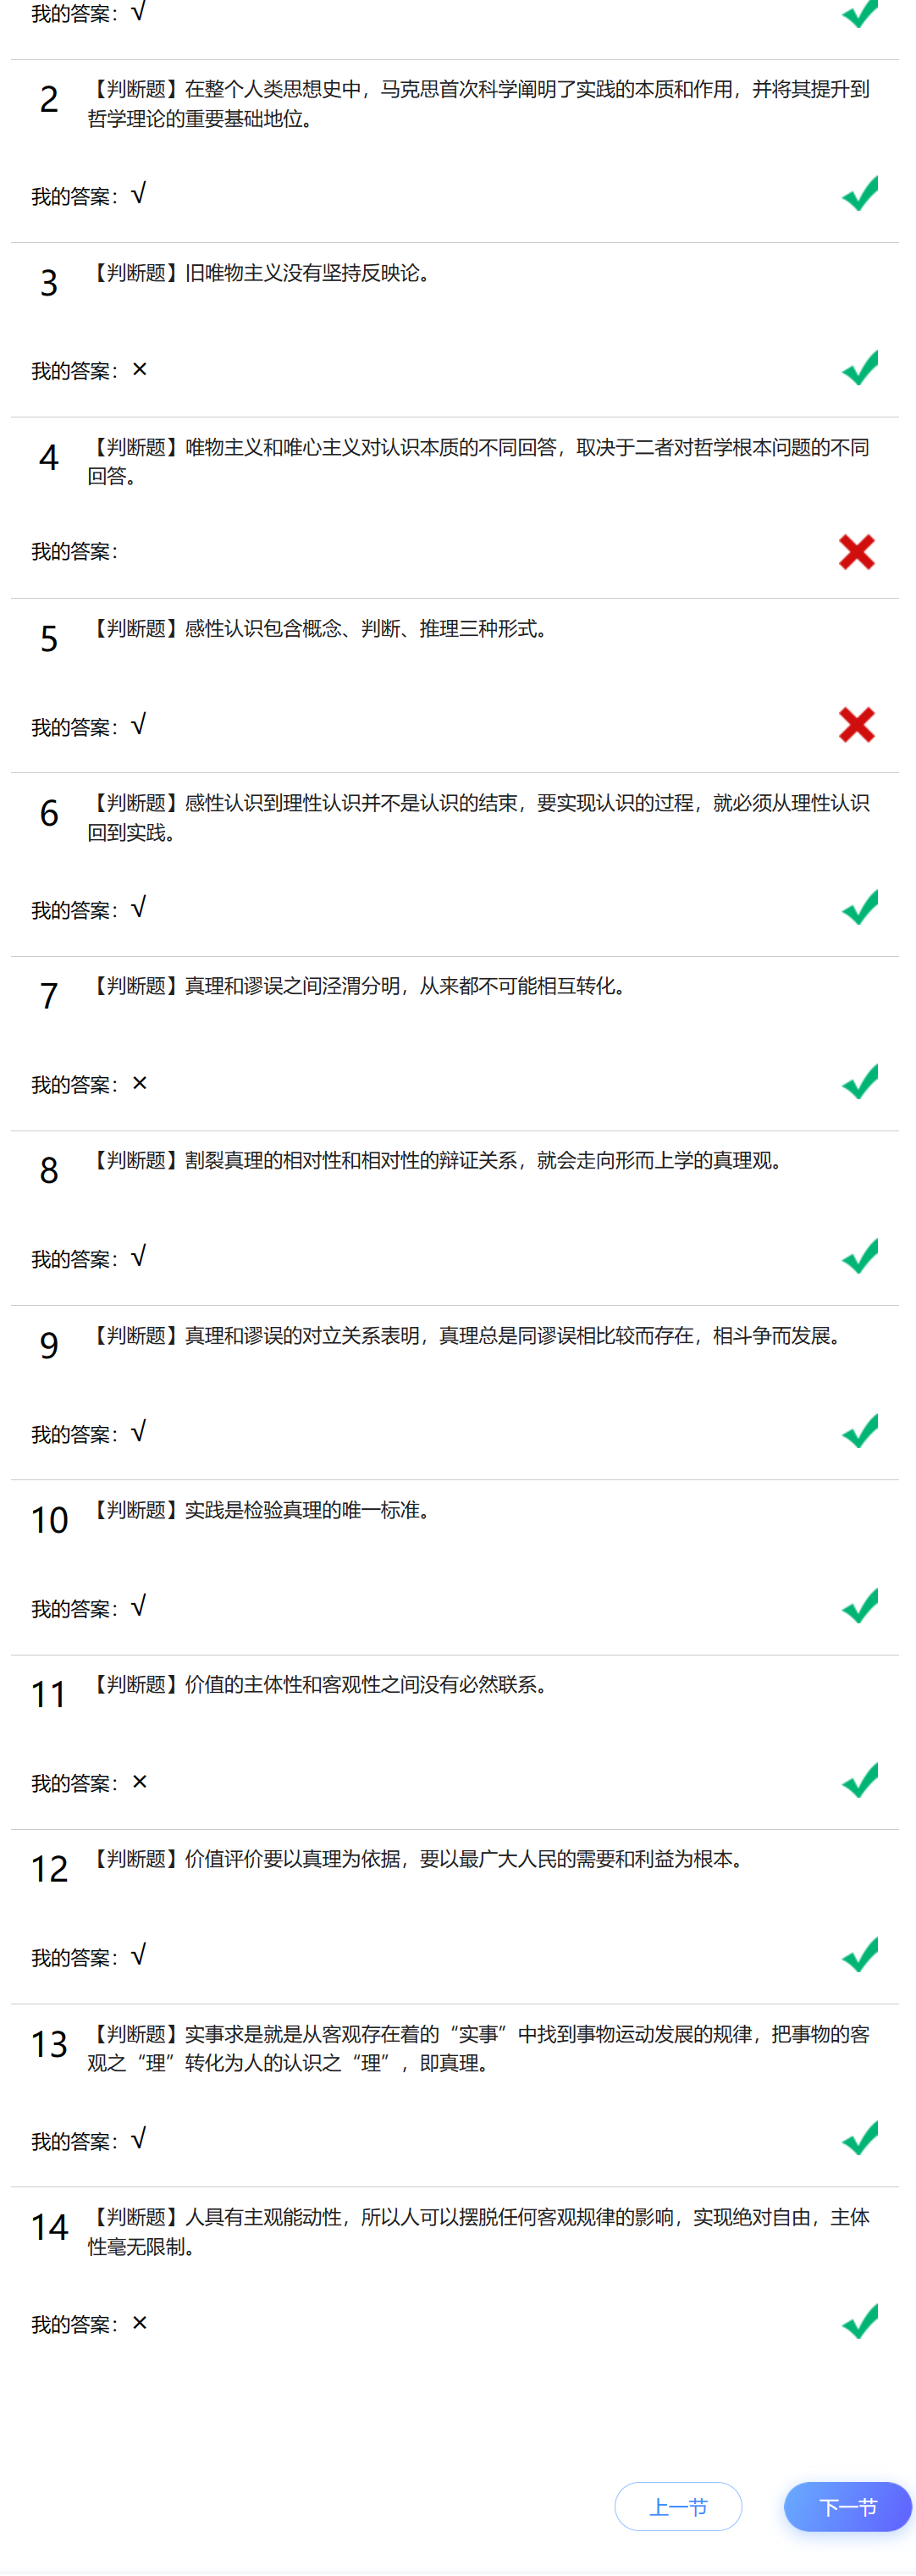 我的答案：√
2
【判断题】在整个人类思想史中，马克思首次科学阐明了实践的本质和作用，并将其提升到
哲学理论的重要基础地位。
我的答案：√
3
【判断题】旧唯物主义没有坚持反映论。
我的答案：×
4
【判断题】唯物主义和唯心主义对认识本质的不同回答，取决于二者对哲学根本问题的不同
回答。
我的答案：
5
【判断题】感性认识包含概念、判断、推理三种形式。
我的答案：√
6
【判断题】感性认识到理性认识并不是认识的结束，要实现认识的过程，就必须从理性认识
回到实践。
我的答案：√
7
【判断题】真理和谬误之间泾渭分明，从来都不可能相互转化。
我的答案：×
8
【判断题】割裂真理的相对性和相对性的辩证关系，就会走向形而上学的真理观。
我的答案：√
9
【判断题】真理和谬误的对立关系表明，真理总是同谬误相比较而存在，相斗争而发展。
我的答案：√
10
【判断题】实践是检验真理的唯一标准。
我的答案：√
11
【判断题】价值的主体性和客观性之间没有必然联系。
我的答案：×
12
【判断题】价值评价要以真理为依据，要以最广大人民的需要和利益为根本。
我的答案：√
13
【判断题】实事求是就是从客观存在着的“实事”中找到事物运动发展的规律，把事物的客
观之“理”转化为人的认识之“理”，即真理。
我的答案：√
14
【判断题】人具有主观能动性，所以人可以摆脱任何客观规律的影响，实现绝对自由，主体
性毫无限制。
我的答案：×
上一节
下一节